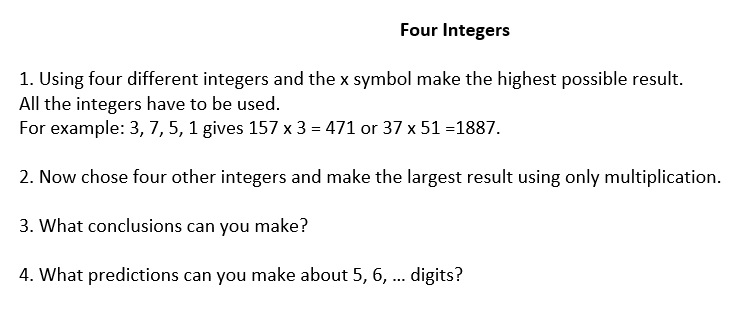 Four Integers
1. Using four different integers and the x symbol make the highest possible result.
All the integers have to be used.
For example: 3, 7, 5, 1 gives 157 x 3 = 471 or 37 x 51 =1887.
2. Now chose four other integers and make the largest result using only multiplication.
3. What conclusions can you make?
4. What predictions can you make about 5, 6, ... digits?